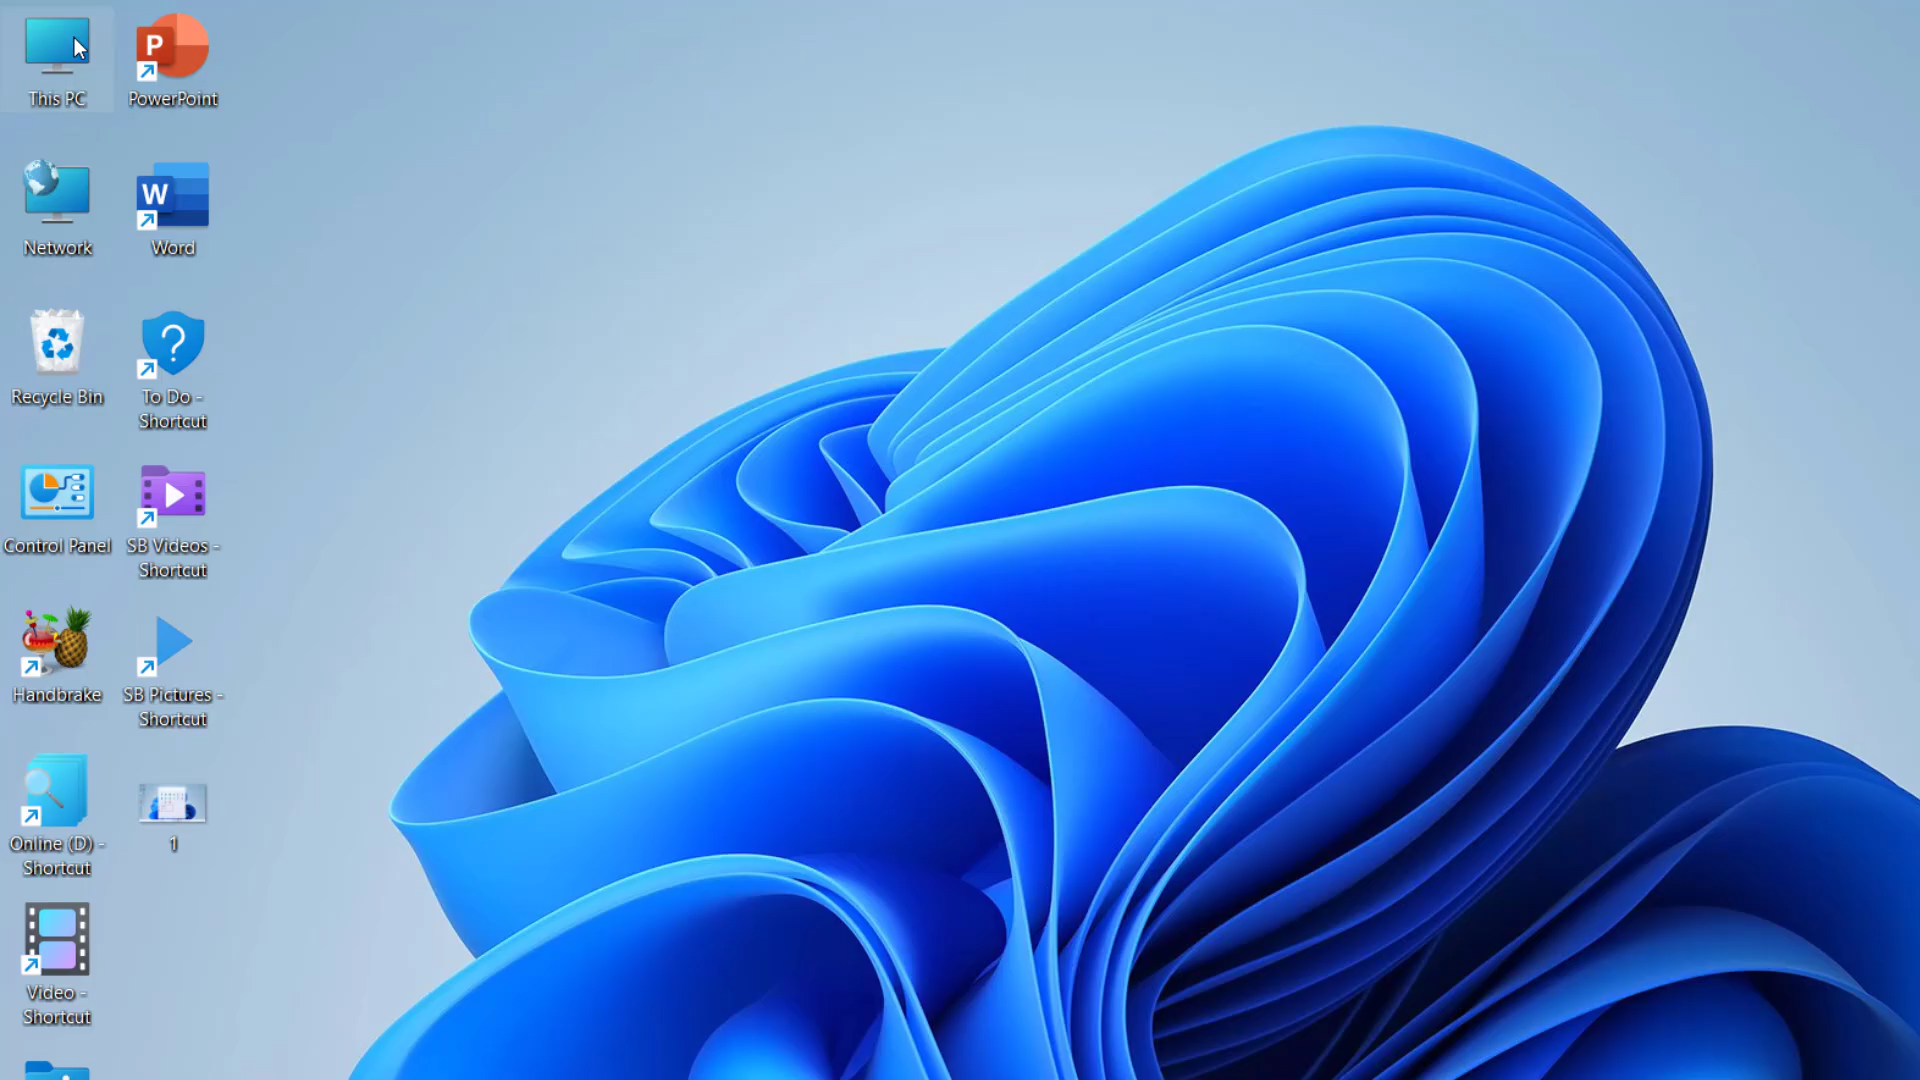 This PC
P
PowerPoint
Network
W
Word
Recycle Bin
?
To Do -
Shortcut
Control Panel
SB Videos -
Shortcut
Handbrake
SB Pictures -
Shortcut
Online (D) -
Shortcut
1
Video -
Shortcut